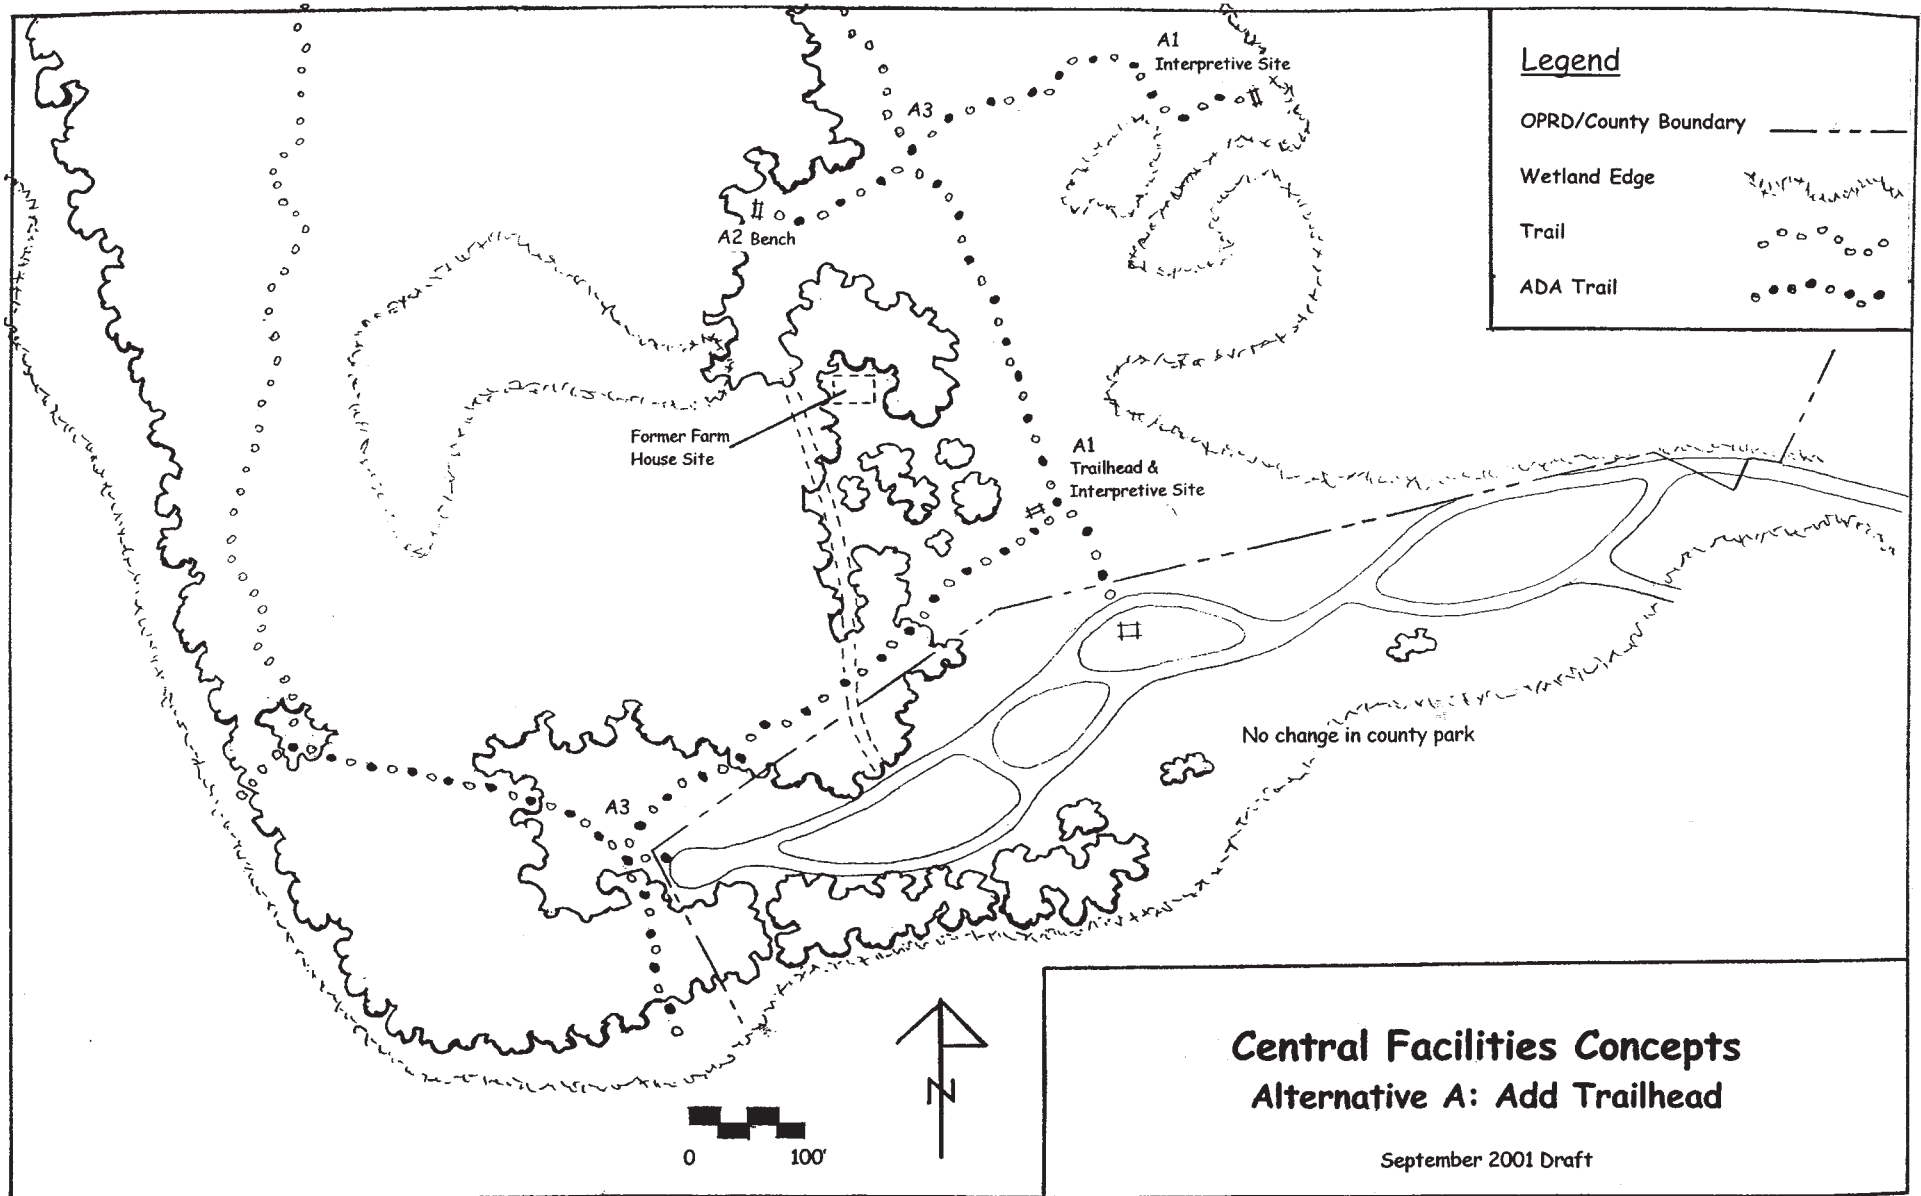 A1
Interpretive Site
A3
A2 Bench
Former Farm
House Site
A1
Trailhead &
Interpretive Site
No change in county park
A3
Legend
OPRD/County Boundary
Wetland Edge
Trail
ADA Trail
N
0 100'
Central Facilities Concepts
Alternative A: Add Trailhead
September 2001 Draft